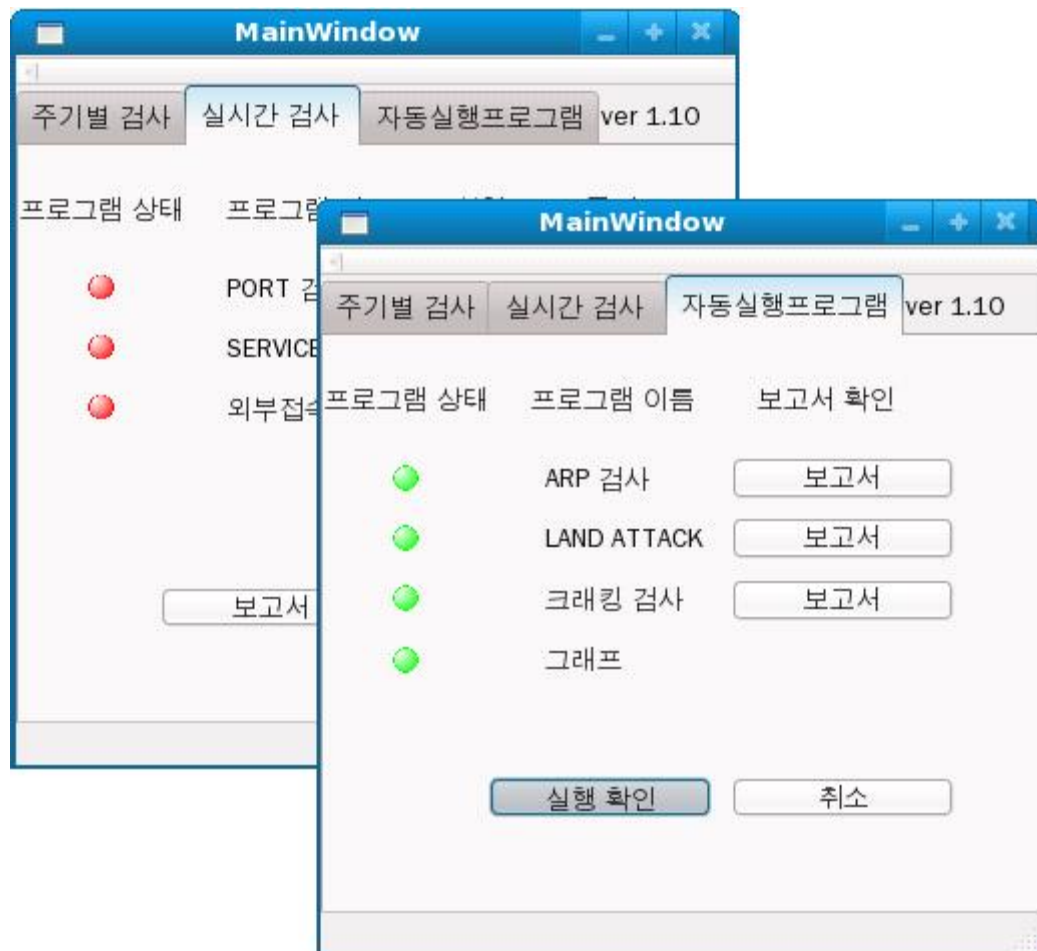 MainWindow
주기별 검사 실시간 검사 자동실행프로그램 ver 1.10
프로그램 상태
PORT
SERVICE
보고서
MainWindow
주기별 검사 실시간 검사 자동실행프로그램 ver 1.10
프로그램 상태 프로그램 이름 보고서 확인
ARP 검사 보고서
LAND ATTACK 보고서
크래킹 검사 보고서
그래프
실행 확인 취소